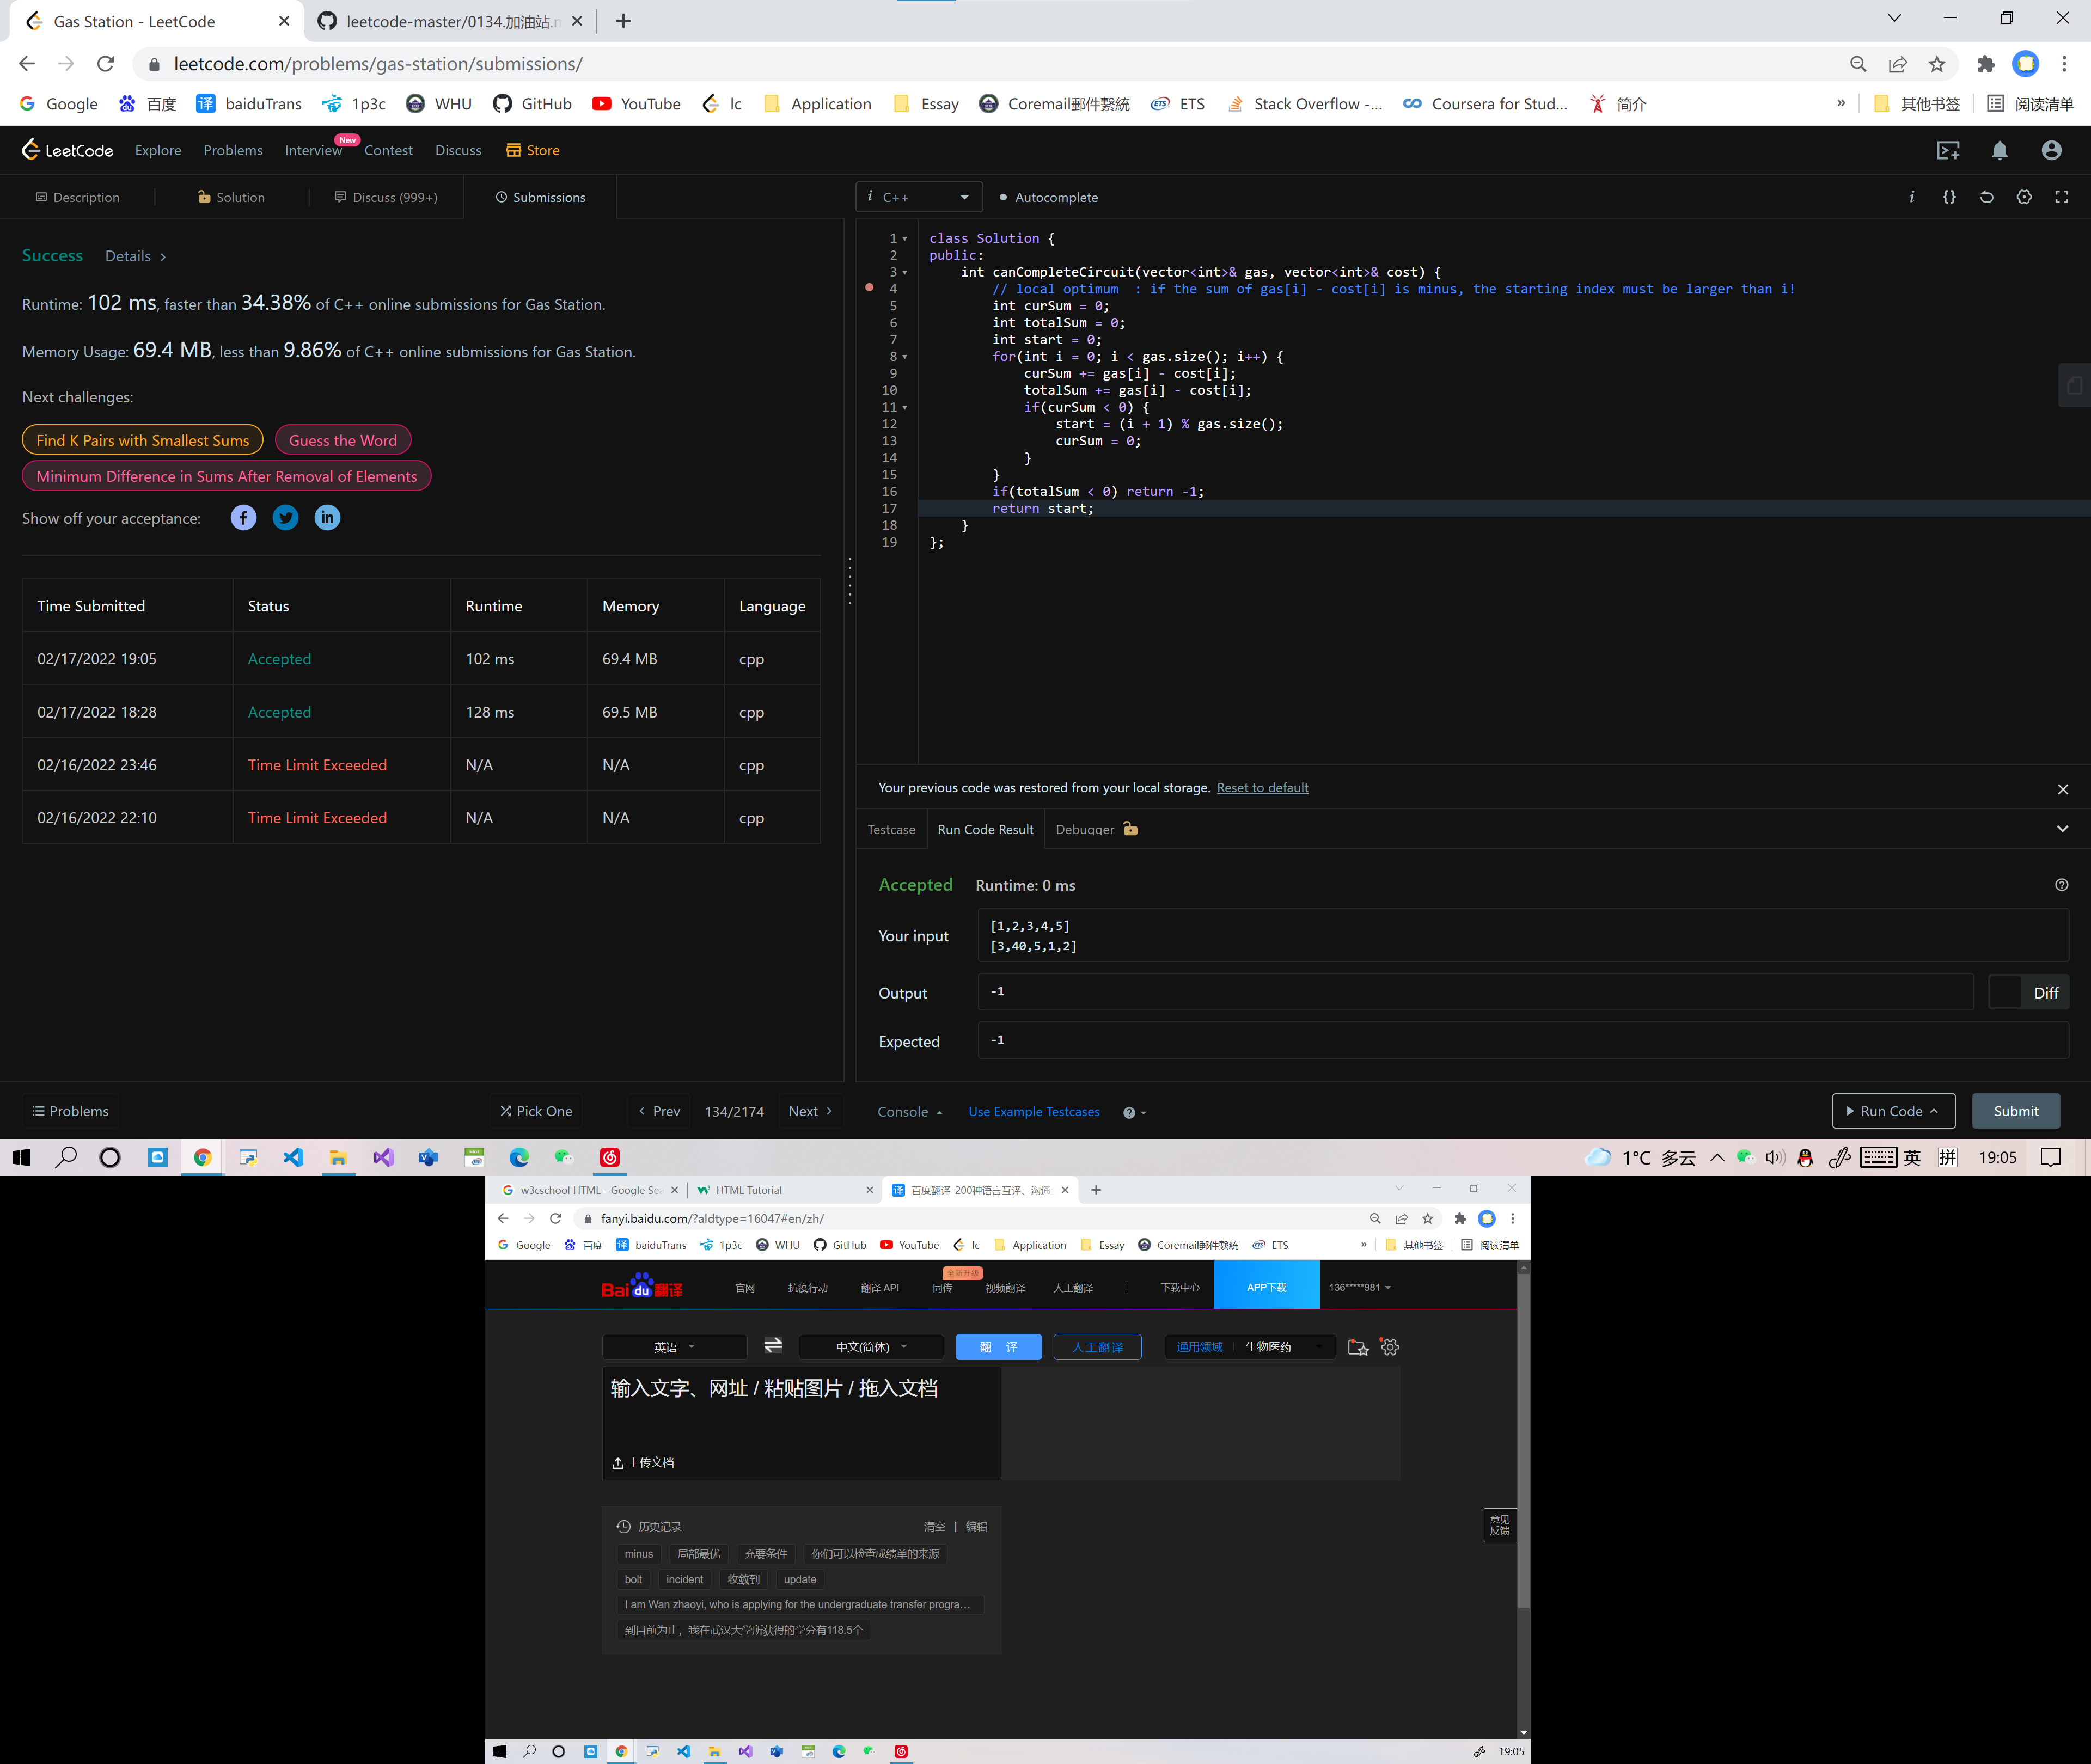 Gas Station - LeetCode
leetcode-master/0134.加油站.n
leetcode.com/problems/gas-station/submissions/
Google 百度 baiduTrans 1p3c WHU GitHub YouTube lc Application Essay Coremail郵件繫統 ETS Stack Overflow -... Coursera for Stud... 简介 » 其他书签 阅读清单
LeetCode Explore Problems Interview New Contest Discuss Store
Description Solution Discuss (999+) Submissions
Success Details >
Runtime: 102 ms, faster than 34.38% of C++ online submissions for Gas Station.
Memory Usage: 69.4 MB, less than 9.86% of C++ online submissions for Gas Station.
Next challenges:
Find K Pairs with Smallest Sums Guess the Word
Minimum Difference in Sums After Removal of Elements
Show off your acceptance:
Time Submitted Status Runtime Memory Language
02/17/2022 19:05 Accepted 102 ms 69.4 MB cpp
02/17/2022 18:28 Accepted 128 ms 69.5 MB cpp
02/16/2022 23:46 Time Limit Exceeded N/A N/A cpp
02/16/2022 22:10 Time Limit Exceeded N/A N/A cpp
Problems Pick One Prev 134/2174 Next
i C++ Autocomplete i {}
1 class Solution {
2 public:
3 int canCompleteCircuit(vector<int>& gas, vector<int>& cost) {
4 // local optimum  : if the sum of gas[i] - cost[i] is minus, the starting index must be larger than i!
5 int curSum = 0;
6 int totalSum = 0;
7 int start = 0;
8 for(int i = 0; i < gas.size(); i++) {
9 curSum += gas[i] - cost[i];
10 totalSum += gas[i] - cost[i];
11 if(curSum < 0) {
12 start = (i + 1) % gas.size();
13 curSum = 0;
14 }
15 }
16 if(totalSum < 0) return -1;
17 return start;
18 }
19 };
Your previous code was restored from your local storage. Reset to default
Testcase Run Code Result Debugger
Accepted Runtime: 0 ms
Your input
[1,2,3,4,5]
[3,40,5,1,2]
Output -1 Diff
Expected -1
Console Use Example Testcases Run Code Submit
1°C 多云 英 拼 19:05
w3cschool HTML - Google Sea HTML Tutorial 百度翻译-200种语言互译、沟通
fanyi.baidu.com/?aldtype=16047#en/zh/
Google 百度 baiduTrans 1p3c WHU GitHub YouTube lc Application Essay Coremail郵件繫統 ETS » 其他书签 阅读清单
Bai du 翻译 官网 抗疫行动 翻译 API 同传 全新升级 视频翻译 人工翻译 | 下载中心 APP下载 136*****981
英语 中文(简体) 翻 译 人工翻译 通用领域 生物医药
输入文字、网址 / 粘贴图片 / 拖入文档
上传文档
历史记录 清空 | 编辑
minus 局部最优 充要条件 你们可以检查成绩单的来源
bolt incident 收敛到 update
I am Wan zhaoyi, who is applying for the undergraduate transfer progra...
到目前为止，我在武汉大学所获得的学分有118.5个
意见
反馈
19:05